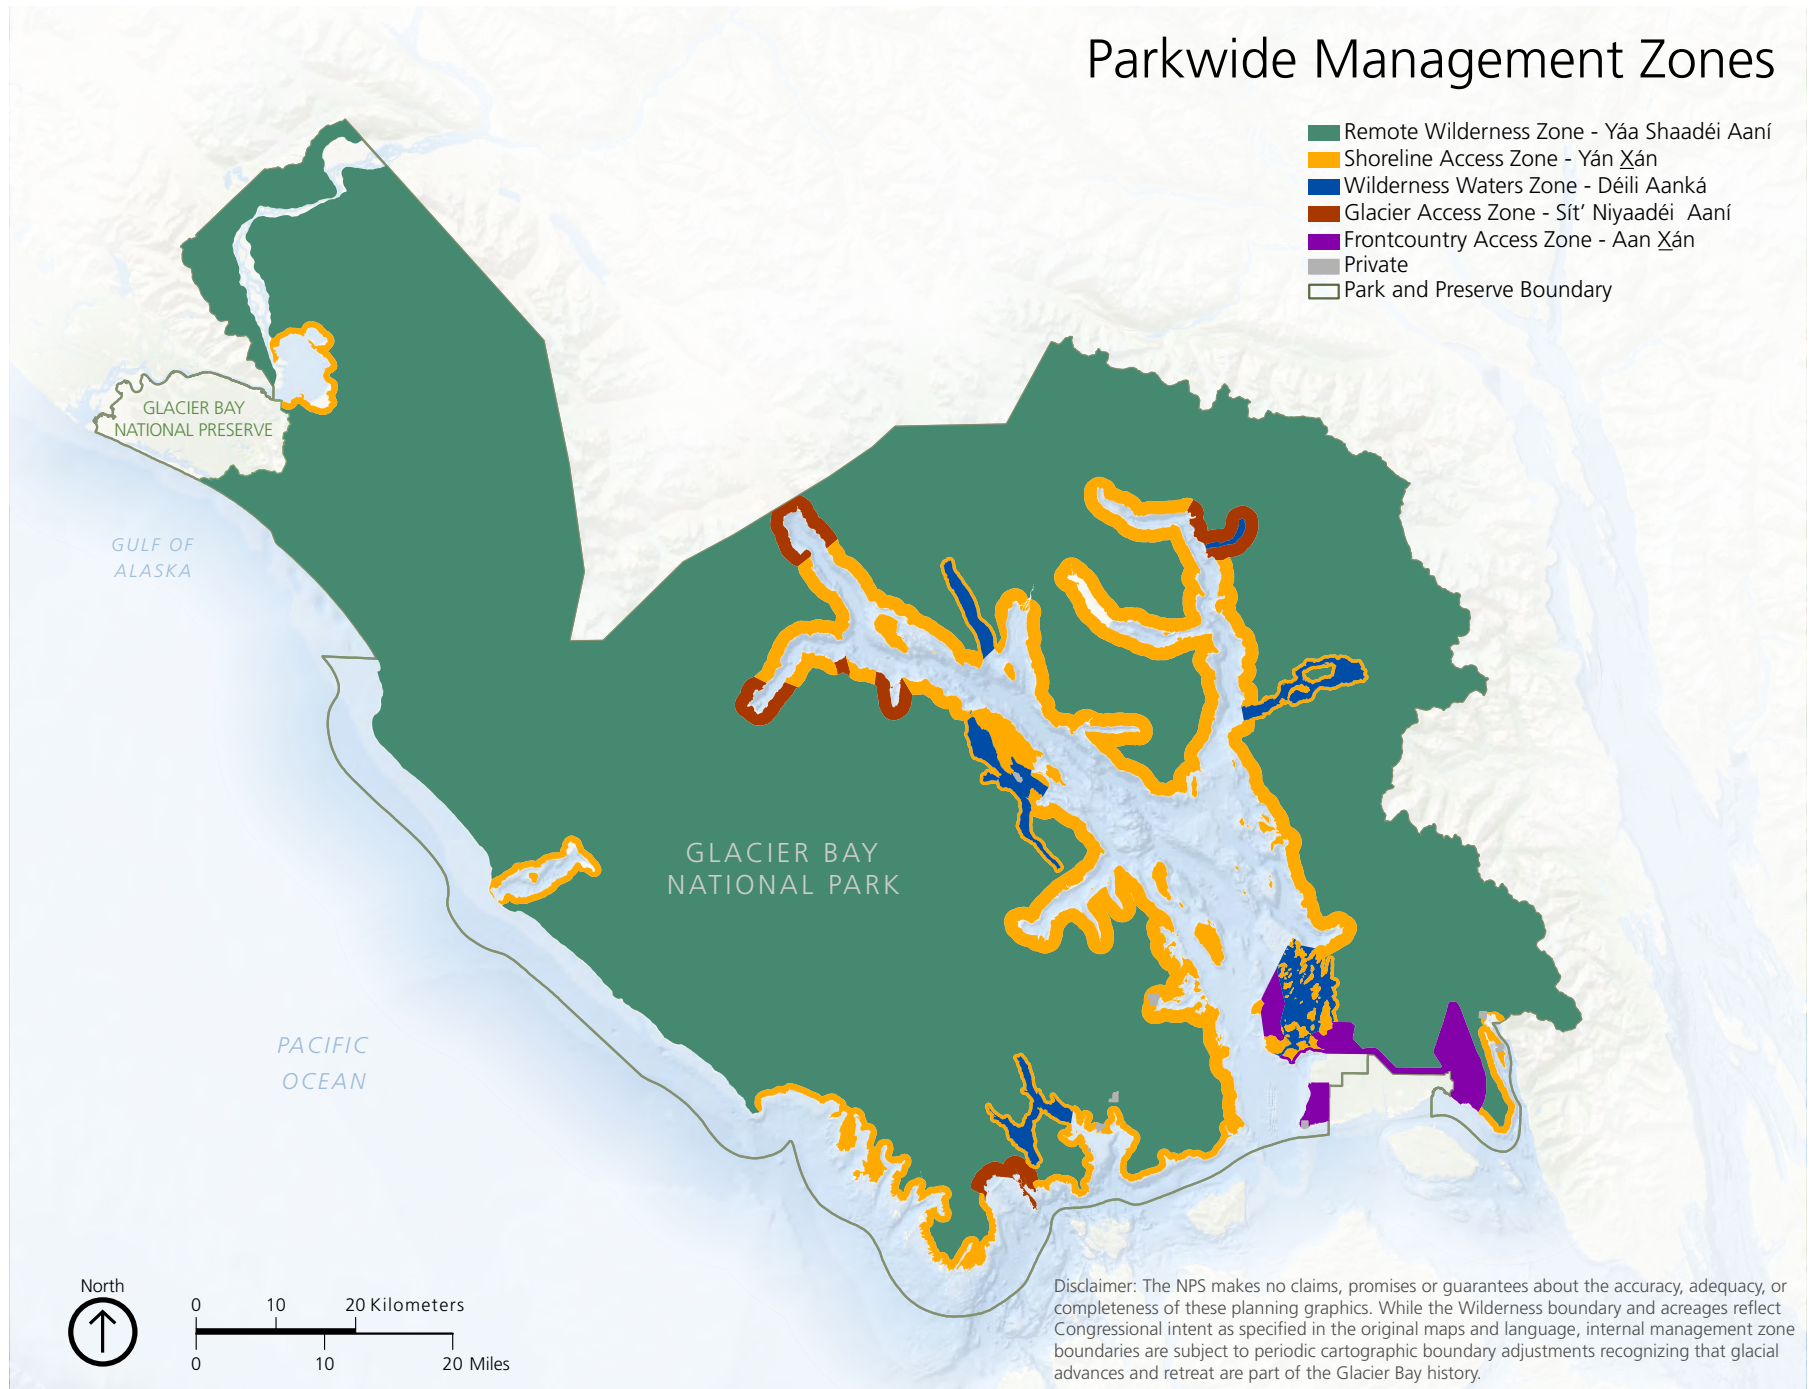 Parkwide Management Zones
Remote Wilderness Zone - Yáa Shaadéi Aaní
Shoreline Access Zone - Yán X̲án
Wilderness Waters Zone - Déili Aanká
Glacier Access Zone - Sít’ Niyaadéi Aaní
Frontcountry Access Zone - Aan X̲án
Private
Park and Preserve Boundary
GLACIER BAY
NATIONAL PRESERVE
GULF OF
ALASKA
GLACIER BAY
NATIONAL PARK
PACIFIC
OCEAN
North
0 10 20 Kilometers
0 10 20 Miles
Disclaimer: The NPS makes no claims, promises or guarantees about the accuracy, adequacy, or
completeness of these planning graphics. While the Wilderness boundary and acreages reflect
Congressional intent as specified in the original maps and language, internal management zone
boundaries are subject to periodic cartographic boundary adjustments recognizing that glacial
advances and retreat are part of the Glacier Bay history.